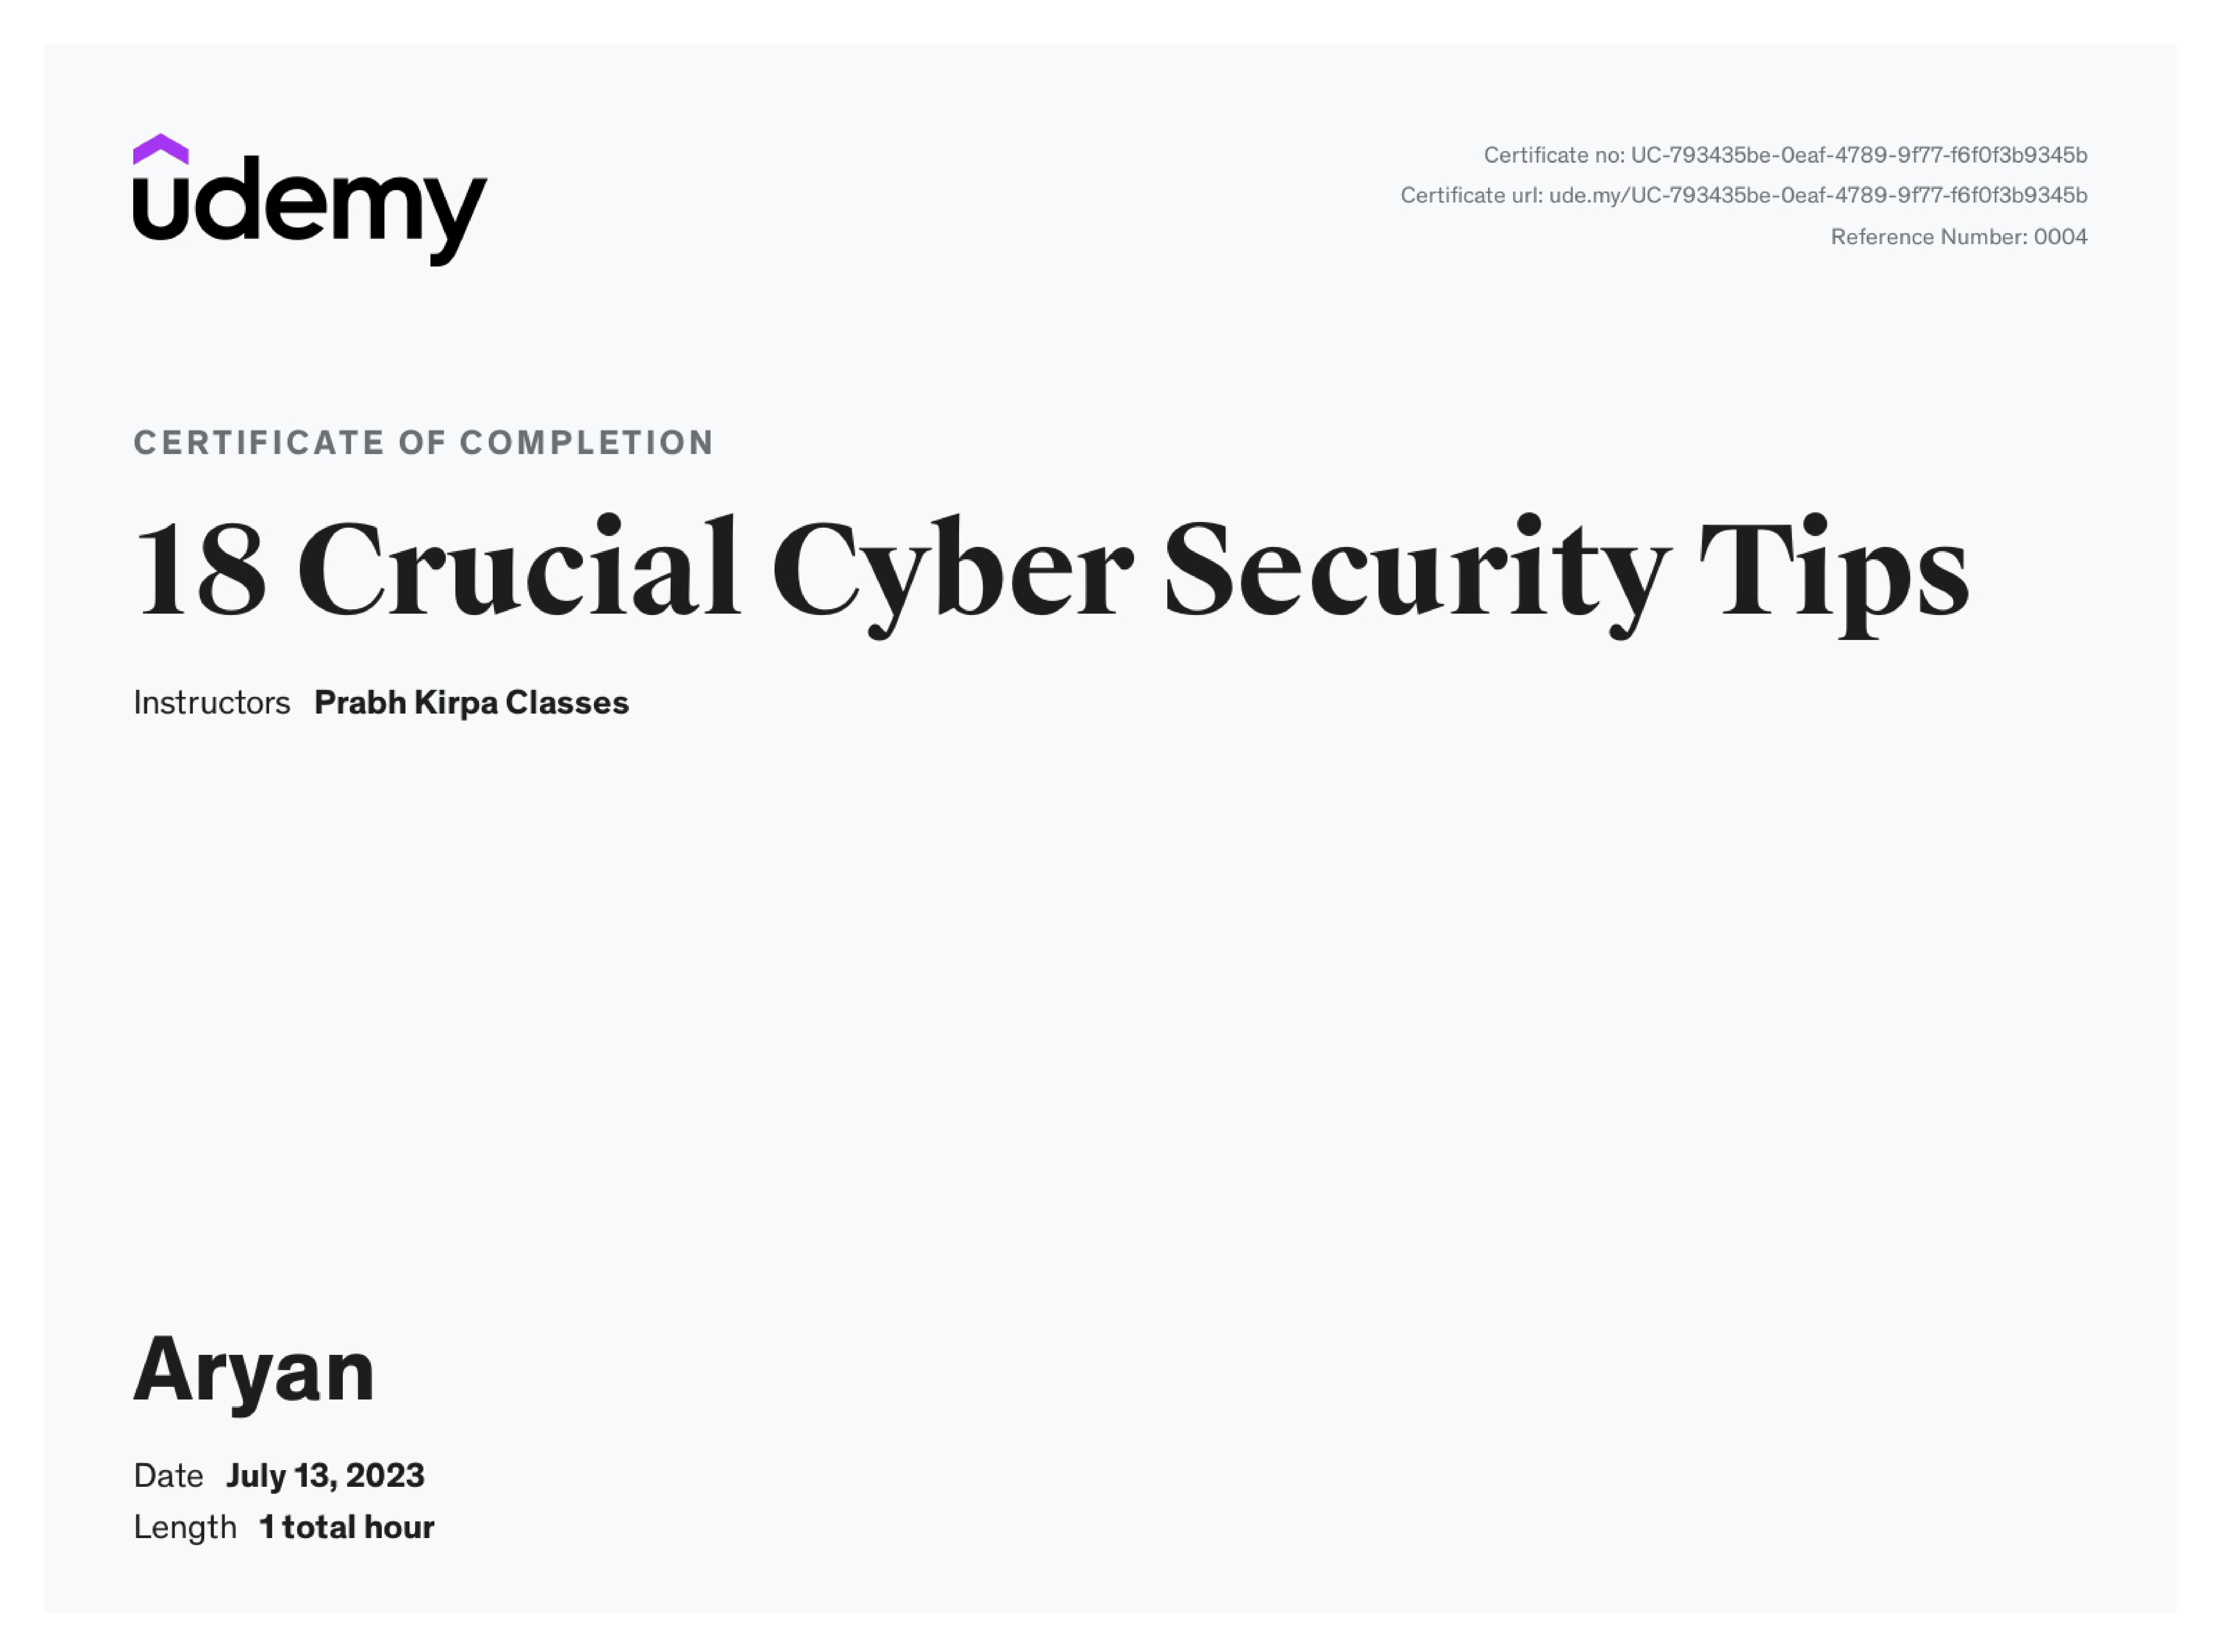 udemy
Certificate no: UC-793435be-0eaf-4789-9f77-f6f0f3b9345b
Certificate url: ude.my/UC-793435be-0eaf-4789-9f77-f6f0f3b9345b
Reference Number: 0004
CERTIFICATE OF COMPLETION
18 Crucial Cyber Security Tips
Instructors Prabh Kirpa Classes
Aryan
Date July 13, 2023
Length 1 total hour